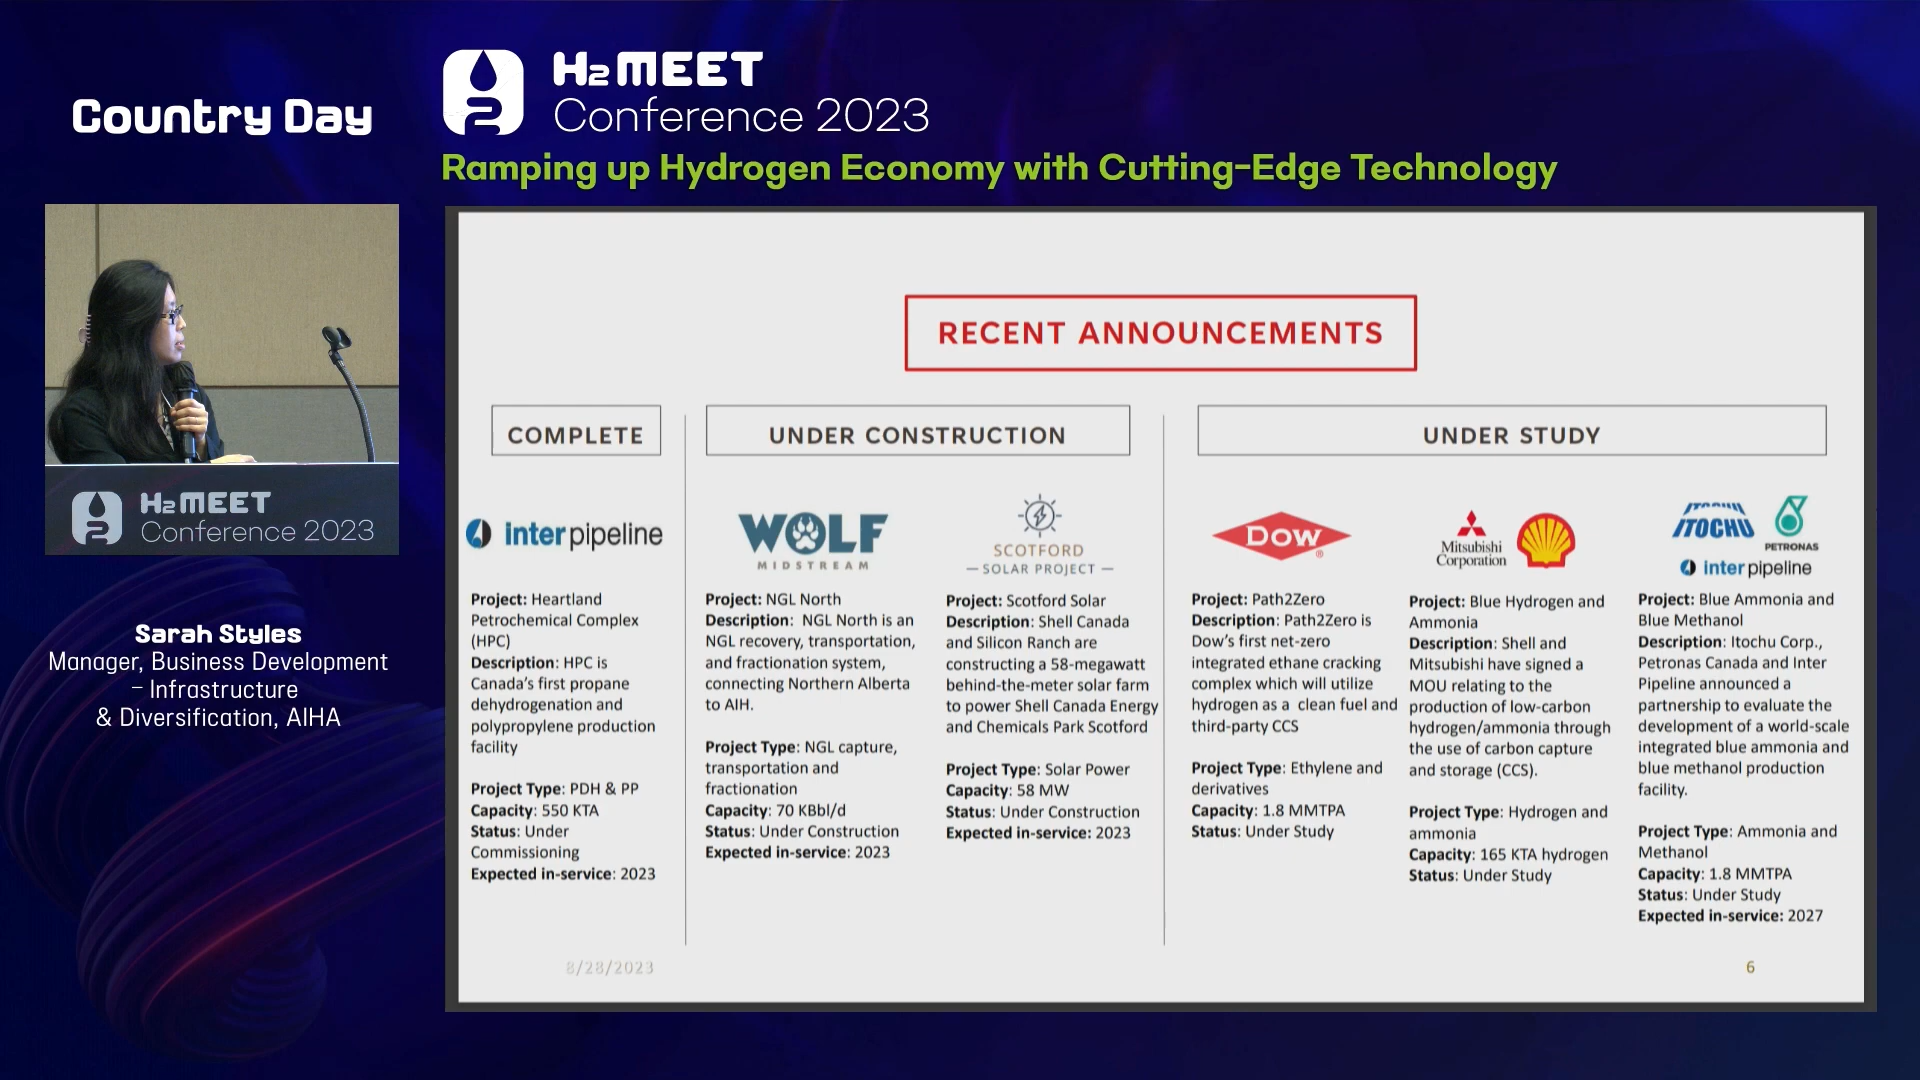 Country Day
H2 MEET
Conference 2023
Ramping up Hydrogen Economy with Cutting-Edge Technology
H2 MEET
Conference 2023
Sarah Styles
Manager, Business Development
– Infrastructure
& Diversification, AIHA
RECENT ANNOUNCEMENTS
COMPLETE
inter pipeline
Project: Heartland
Petrochemical Complex
(HPC)
Description: HPC is
Canada's first propane
dehydrogenation and
polypropylene production
facility
Project Type: PDH & PP
Capacity: 550 KTA
Status: Under
Commissioning
Expected in-service: 2023
UNDER CONSTRUCTION
WOLF
MIDSTREAM
Project: NGL North
Description: NGL North is an
NGL recovery, transportation,
and fractionation system,
connecting Northern Alberta
to AIH.
Project Type: NGL capture,
transportation and
fractionation
Capacity: 70 KBbl/d
Status: Under Construction
Expected in-service: 2023
SCOTFORD
— SOLAR PROJECT —
Project: Scotford Solar
Description: Shell Canada
and Silicon Ranch are
constructing a 58-megawatt
behind-the-meter solar farm
to power Shell Canada Energy
and Chemicals Park Scotford
Project Type: Solar Power
Capacity: 58 MW
Status: Under Construction
Expected in-service: 2023
UNDER STUDY
DOW®
Project: Path2Zero
Description: Path2Zero is
Dow's first net-zero
integrated ethane cracking
complex which will utilize
hydrogen as a clean fuel and
third-party CCS
Project Type: Ethylene and
derivatives
Capacity: 1.8 MMTPA
Status: Under Study
Mitsubishi
Corporation
Project: Blue Hydrogen and
Ammonia
Description: Shell and
Mitsubishi have signed a
MOU relating to the
production of low-carbon
hydrogen/ammonia through
the use of carbon capture
and storage (CCS).
Project Type: Hydrogen and
ammonia
Capacity: 165 KTA hydrogen
Status: Under Study
ITOCHU
ITOCHU
PETRONAS
inter pipeline
Project: Blue Ammonia and
Blue Methanol
Description: Itochu Corp.,
Petronas Canada and Inter
Pipeline announced a
partnership to evaluate the
development of a world-scale
integrated blue ammonia and
blue methanol production
facility.
Project Type: Ammonia and
Methanol
Capacity: 1.8 MMTPA
Status: Under Study
Expected in-service: 2027
8/28/2023
6